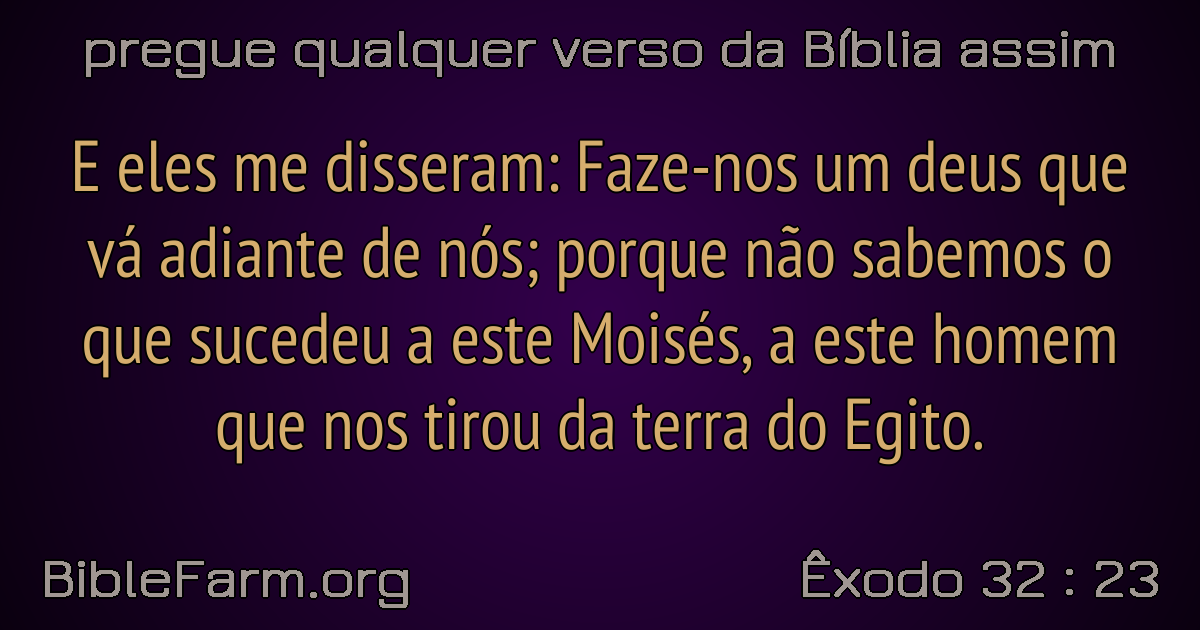 pregue qualquer verso da Bíblia assim
E eles me disseram: Faze-nos um deus que
vá adiante de nós; porque não sabemos o
que sucedeu a este Moisés, a este homem
que nos tirou da terra do Egito.
BibleFarm.org
Êxodo 32 : 23